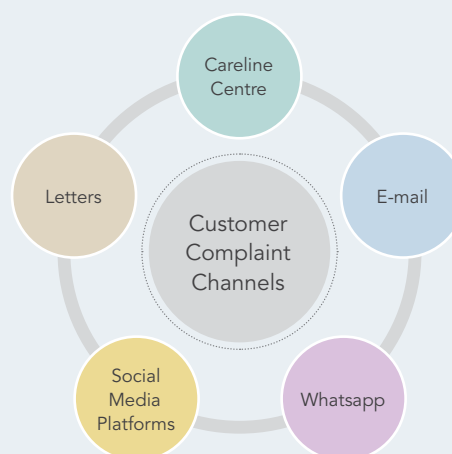 Careline
Centre
Letters
E-mail
Customer
Complaint
Channels
Social
Media
Platforms
Whatsapp